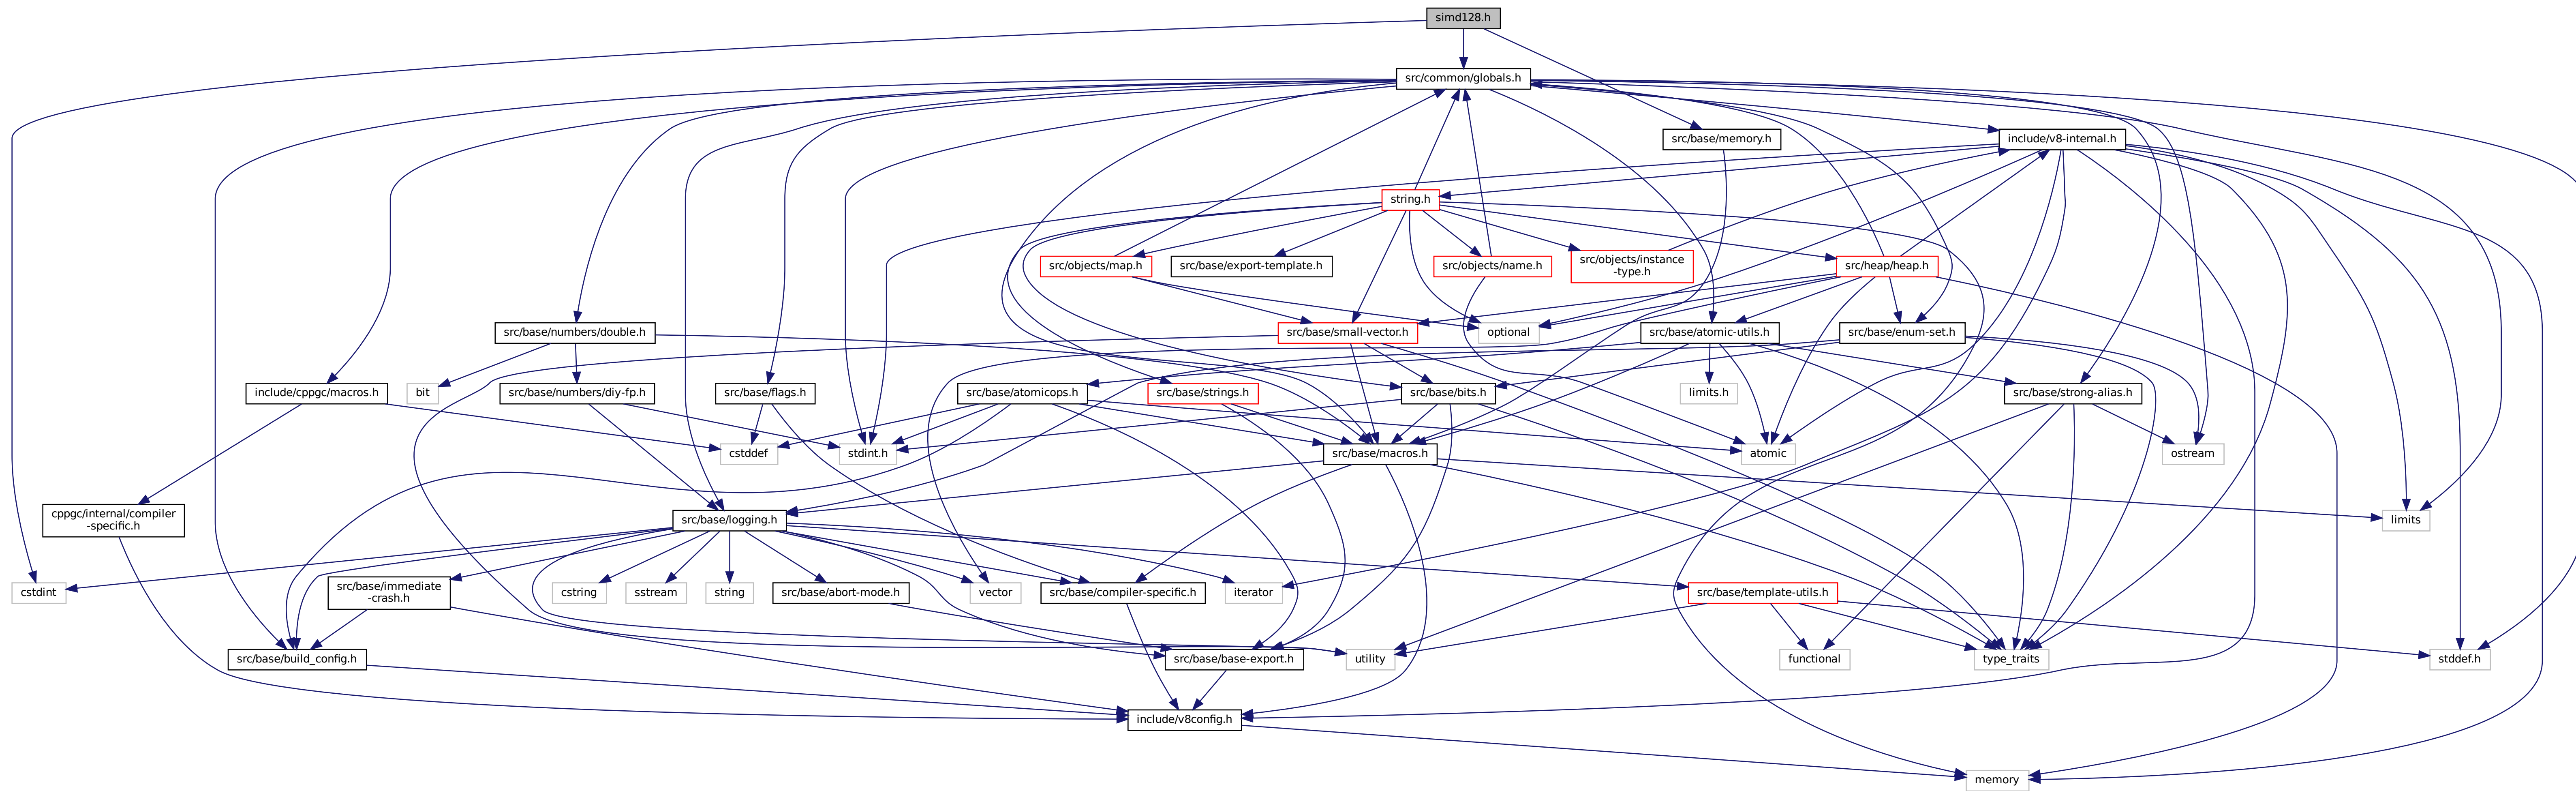 simd128.h
src/common/globals.h
src/base/memory.h
include/v8-internal.h
string.h
src/objects/map.h
src/base/export-template.h
src/objects/name.h
src/objects/instance
-type.h
src/heap/heap.h
src/base/numbers/double.h
src/base/small-vector.h
optional
src/base/atomic-utils.h
src/base/enum-set.h
include/cppgc/macros.h
bit
src/base/numbers/diy-fp.h
src/base/flags.h
src/base/atomicops.h
src/base/strings.h
src/base/bits.h
limits.h
src/base/strong-alias.h
cstddef
stdint.h
src/base/macros.h
atomic
ostream
cppgc/internal/compiler
-specific.h
src/base/logging.h
limits
cstdint
src/base/immediate
-crash.h
cstring
sstream
string
src/base/abort-mode.h
vector
src/base/compiler-specific.h
iterator
src/base/template-utils.h
src/base/build_config.h
src/base/base-export.h
utility
functional
type_traits
stddef.h
include/v8config.h
memory